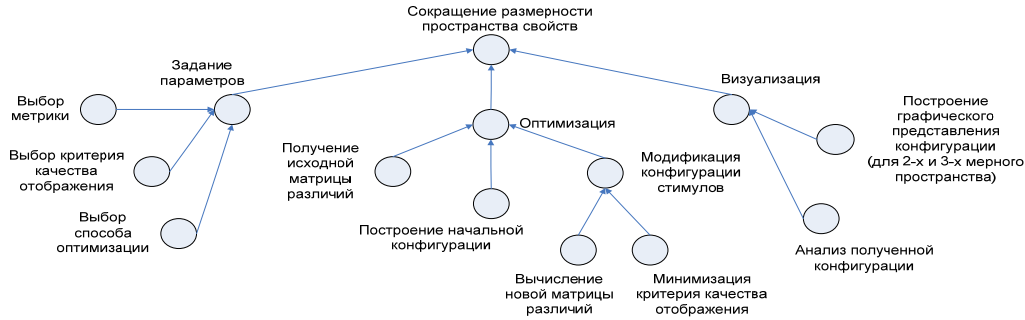 Сокращение размерности
пространства свойств
Задание
параметров
Визуализация
Выбор
метрики
Построение
графического
представления
конфигурации
(для 2-х и 3-х мерного
пространства)
Оптимизация
Выбор критерия
качества
отображения
Получение
исходной
матрицы
различий
Модификация
конфигурации
стимулов
Выбор
способа
оптимизации
Построение начальной
конфигурации
Анализ полученной
конфигурации
Вычисление
новой матрицы
различий
Минимизация
критерия качества
отображения